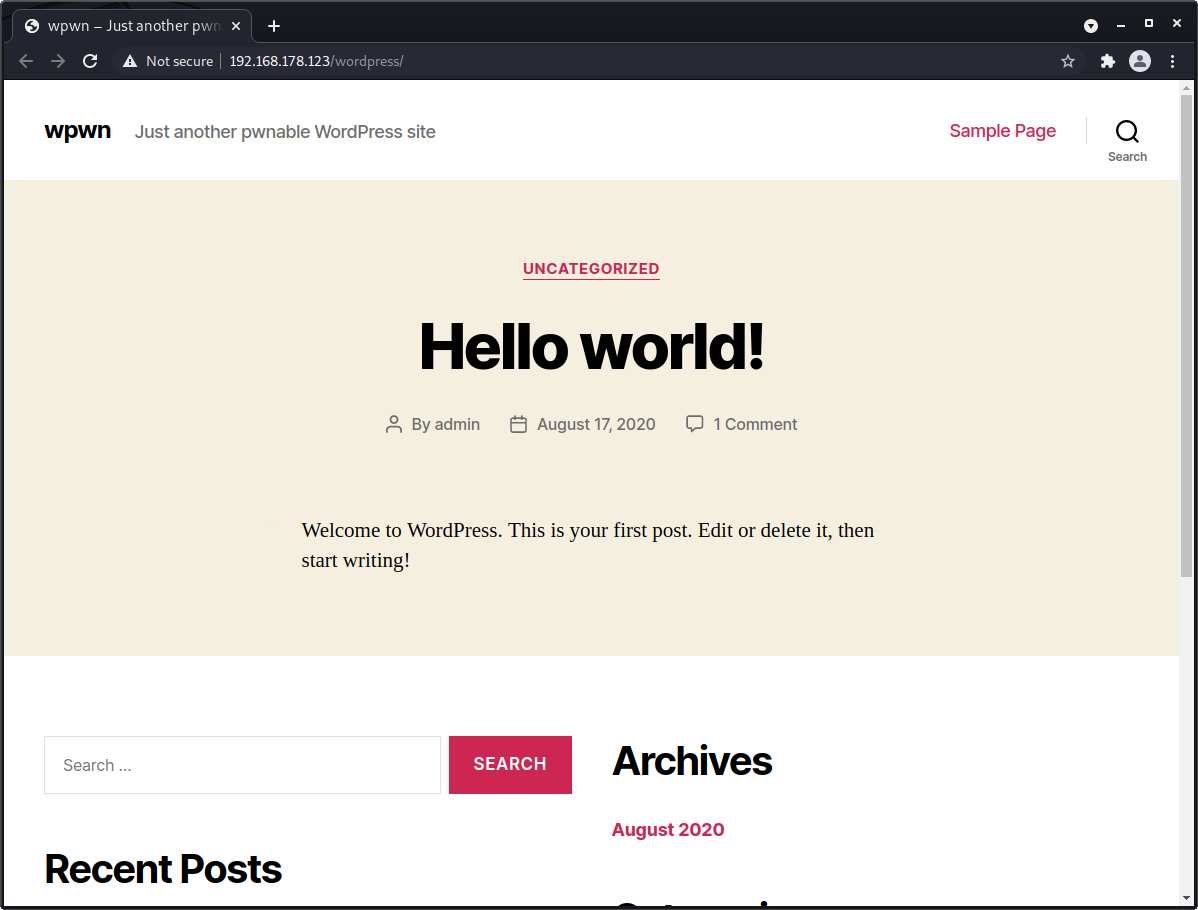 wpwn – Just another pwn
Not secure 192.168.178.123/wordpress/
wpwn Just another pwnable WordPress site Sample Page
Search
UNCATEGORIZED
Hello world!
By admin August 17, 2020 1 Comment
Welcome to WordPress. This is your first post. Edit or delete it, then
start writing!
Search ... SEARCH
Archives
August 2020
Recent Posts